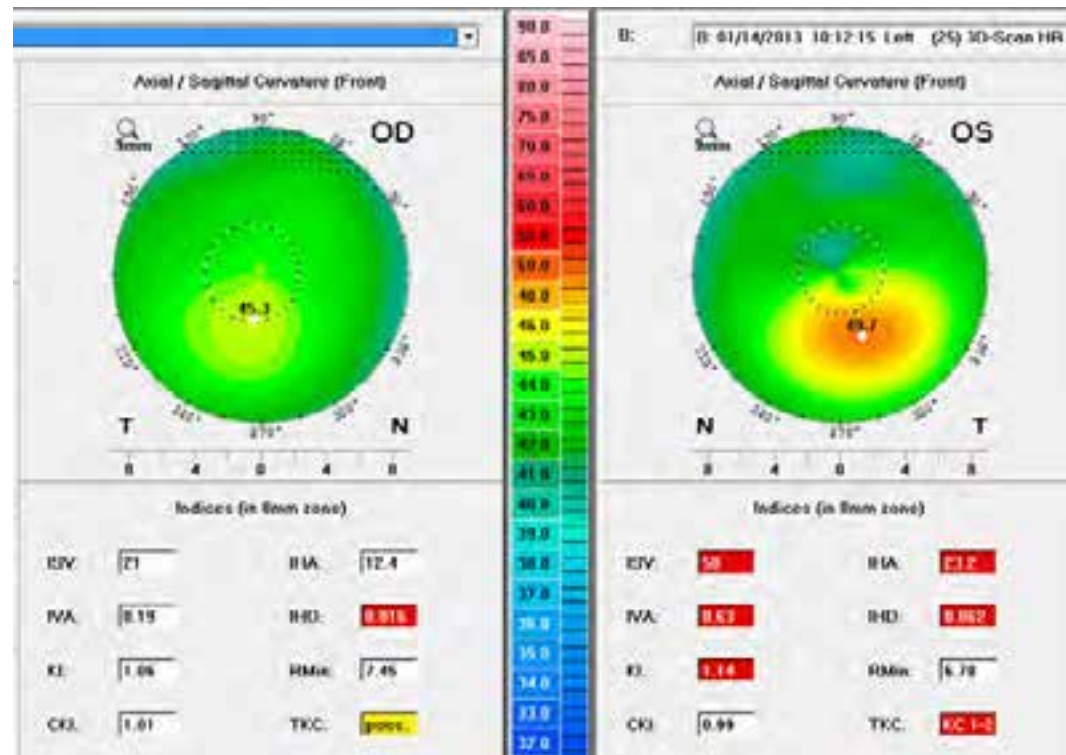 B: B: 01/14/2013 10:12:15 Left (25) 3D-Scan HR
Axial / Sagittal Curvature (Front)
OD
9mm
90°
45.3
T
N
270°
8 4 0 4 8
Indices (in 8mm zone)
ISV: 21
IHA: 12.4
IVA: 0.19
IHD: 0.016
KI: 1.06
RMin: 7.45
CKI: 1.01
TKC: poss.
90.0
85.0
80.0
75.0
70.0
65.0
60.0
55.0
50.0
48.0
46.0
45.0
44.0
43.0
42.0
41.0
40.0
39.0
38.0
37.0
36.0
35.0
34.0
33.0
32.0
Axial / Sagittal Curvature (Front)
OS
9mm
90°
49.7
N
T
270°
8 4 0 4 8
Indices (in 8mm zone)
ISV: 58
IHA: 23.2
IVA: 0.63
IHD: 0.062
KI: 1.14
RMin: 6.78
CKI: 0.99
TKC: